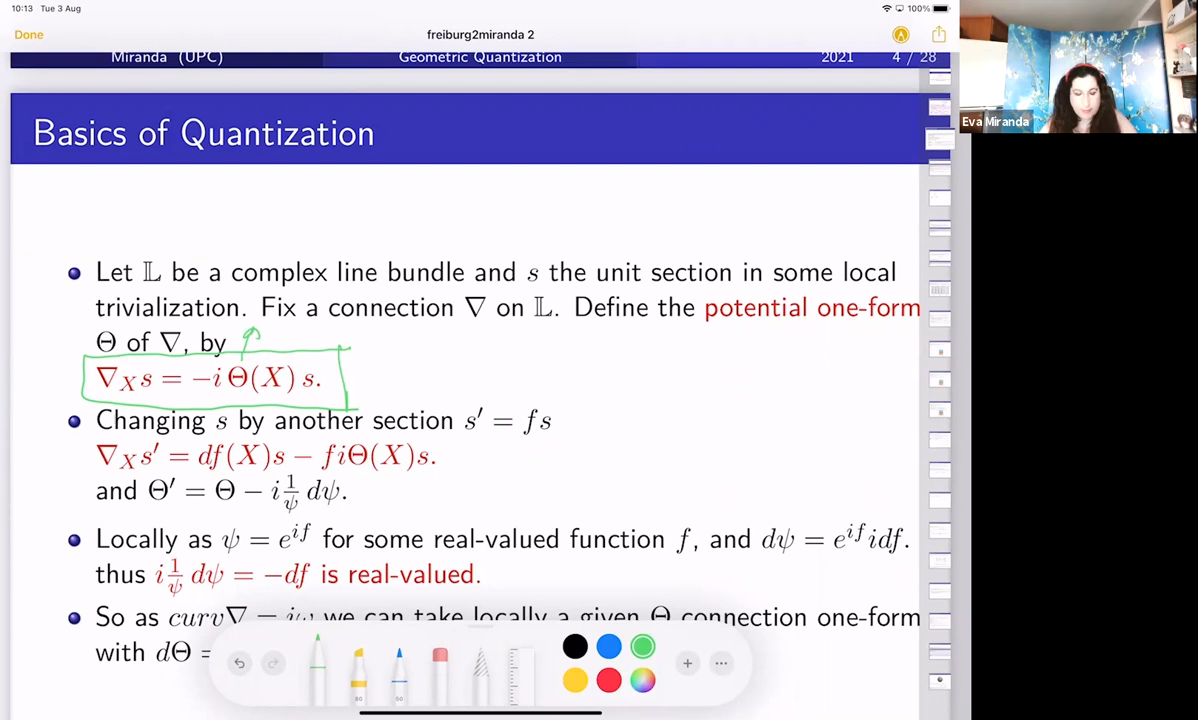 10:13 Tue 3 Aug
100%
Done
freiburg2miranda 2
Miranda (UPC)
Geometric Quantization
2021 4 / 28
Eva Miranda
Basics of Quantization
Let 𝕃 be a complex line bundle and s the unit section in some local
trivialization. Fix a connection ∇ on 𝕃. Define the potential one-form
Θ of ∇, by
∇_X s = −i Θ(X) s.
Changing s by another section s′ = fs
∇_X s′ = df(X)s − fiΘ(X)s.
and Θ′ = Θ − i 1/ψ dψ.
Locally as ψ = e^{if} for some real-valued function f, and dψ = e^{if} idf.
thus i 1/ψ dψ = −df is real-valued.
So as curv∇ = iω we can take locally a given Θ connection one-form
with dΘ =
80
50